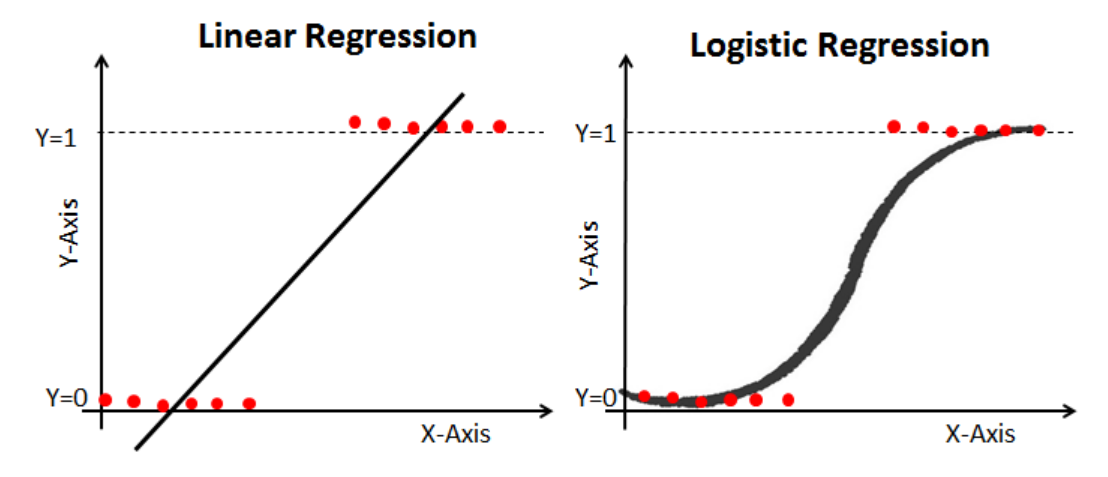 Linear Regression
Y=1
Y-Axis
Y=0
X-Axis
Logistic Regression
Y=1
Y-Axis
Y=0
X-Axis